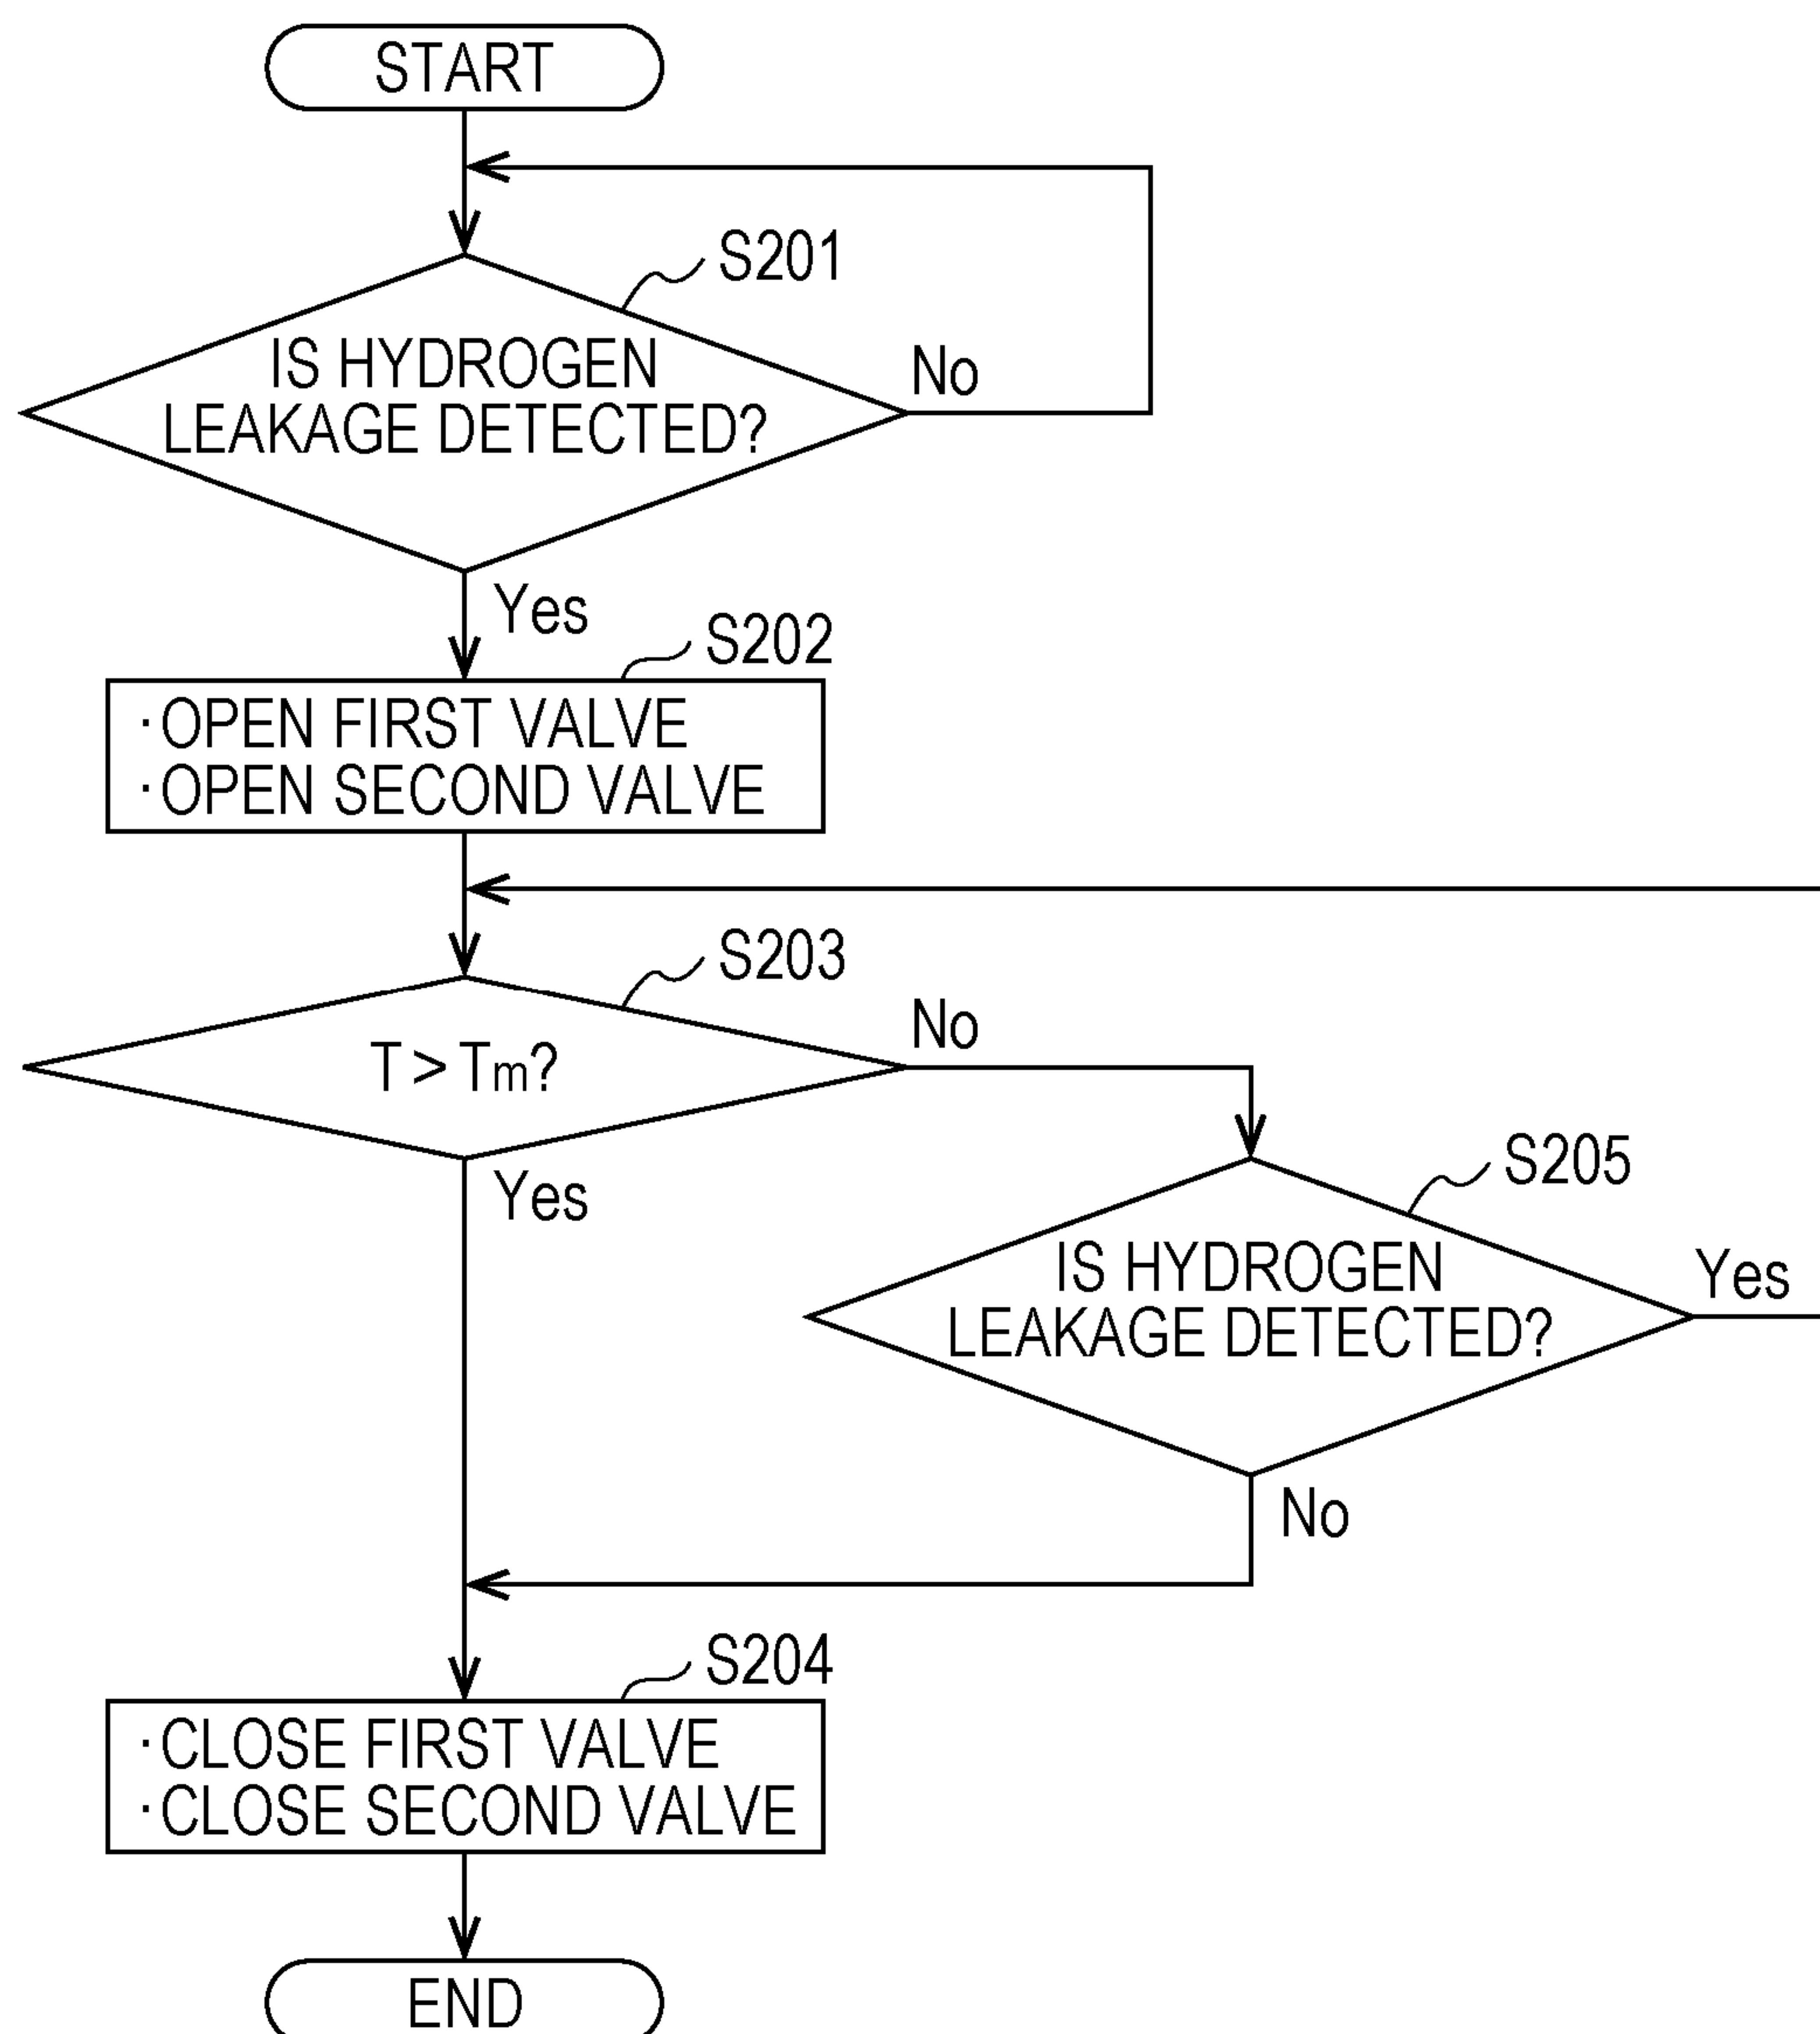 START
S201
IS HYDROGEN
LEAKAGE DETECTED?
No
Yes
S202
·OPEN FIRST VALVE
·OPEN SECOND VALVE
S203
T > Tm?
No
Yes
S205
IS HYDROGEN
LEAKAGE DETECTED?
Yes
No
S204
·CLOSE FIRST VALVE
·CLOSE SECOND VALVE
END